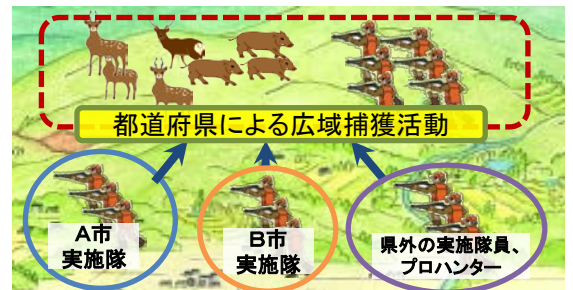 都道府県による広域捕獲活動
A市
実施隊
B市
実施隊
県外の実施隊員、
プロハンター